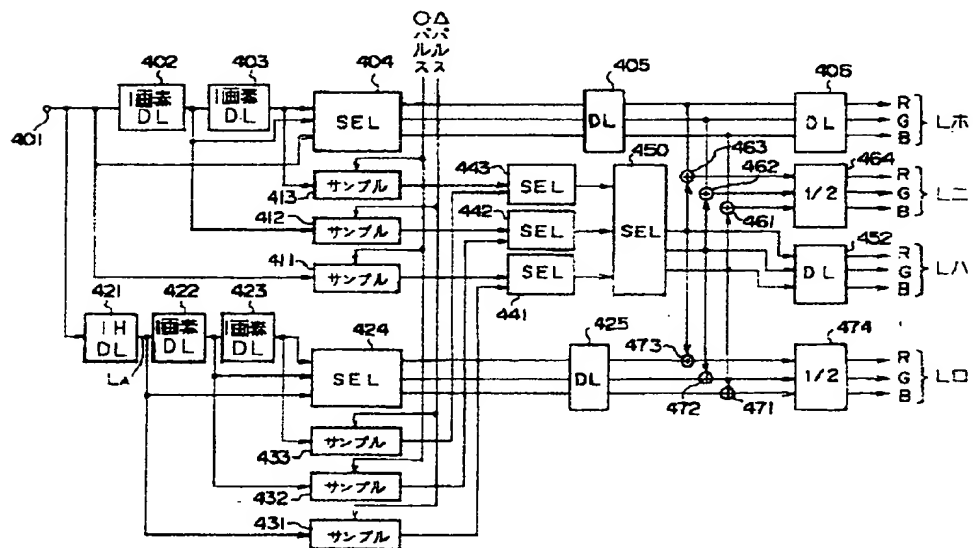 ○パルス
△パルス
402
403
404
405
406
1画素
DL
1画素
DL
SEL
DL
DL
R
G
B
Lホ
401
443
450
463
462
464
サンプル
413
SEL
1/2
R
G
B
Lニ
412
442
461
サンプル
SEL
SEL
411
452
サンプル
SEL
441
DL
R
G
B
Lハ
421
422
423
424
425
1H
DL
1画素
DL
1画素
DL
LA
SEL
DL
473
474
1/2
R
G
B
Lロ
472
471
サンプル
433
サンプル
432
431
サンプル